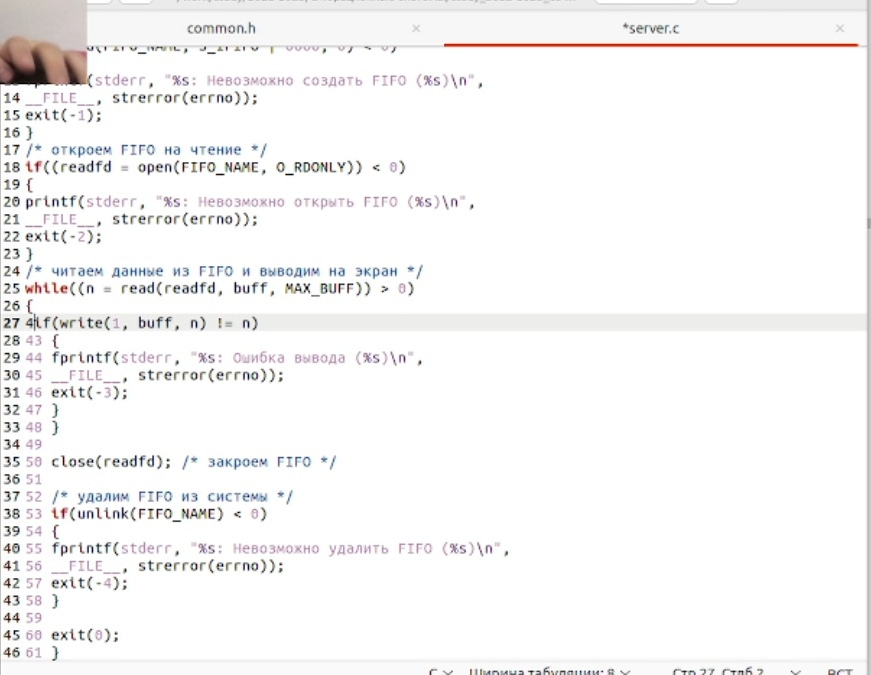 common.h × *server.c ×
(FIFO_NAME, S_IFIFO | 0666, 0) < 0)
(stderr, "%s: Невозможно создать FIFO (%s)\n",
14 __FILE__, strerror(errno));
15 exit(-1);
16 }
17 /* откроем FIFO на чтение */
18 if((readfd = open(FIFO_NAME, O_RDONLY)) < 0)
19 {
20 printf(stderr, "%s: Невозможно открыть FIFO (%s)\n",
21 __FILE__, strerror(errno));
22 exit(-2);
23 }
24 /* читаем данные из FIFO и выводим на экран */
25 while((n = read(readfd, buff, MAX_BUFF)) > 0)
26 {
27 4if(write(1, buff, n) != n)
28 43 {
29 44 fprintf(stderr, "%s: Ошибка вывода (%s)\n",
30 45 __FILE__, strerror(errno));
31 46 exit(-3);
32 47 }
33 48 }
34 49
35 50 close(readfd); /* закроем FIFO */
36 51
37 52 /* удалим FIFO из системы */
38 53 if(unlink(FIFO_NAME) < 0)
39 54 {
40 55 fprintf(stderr, "%s: Невозможно удалить FIFO (%s)\n",
41 56 __FILE__, strerror(errno));
42 57 exit(-4);
43 58 }
44 59
45 60 exit(0);
46 61 }
C Ширина табуляции: 8 Стр 27, Стлб 2 ВСТ